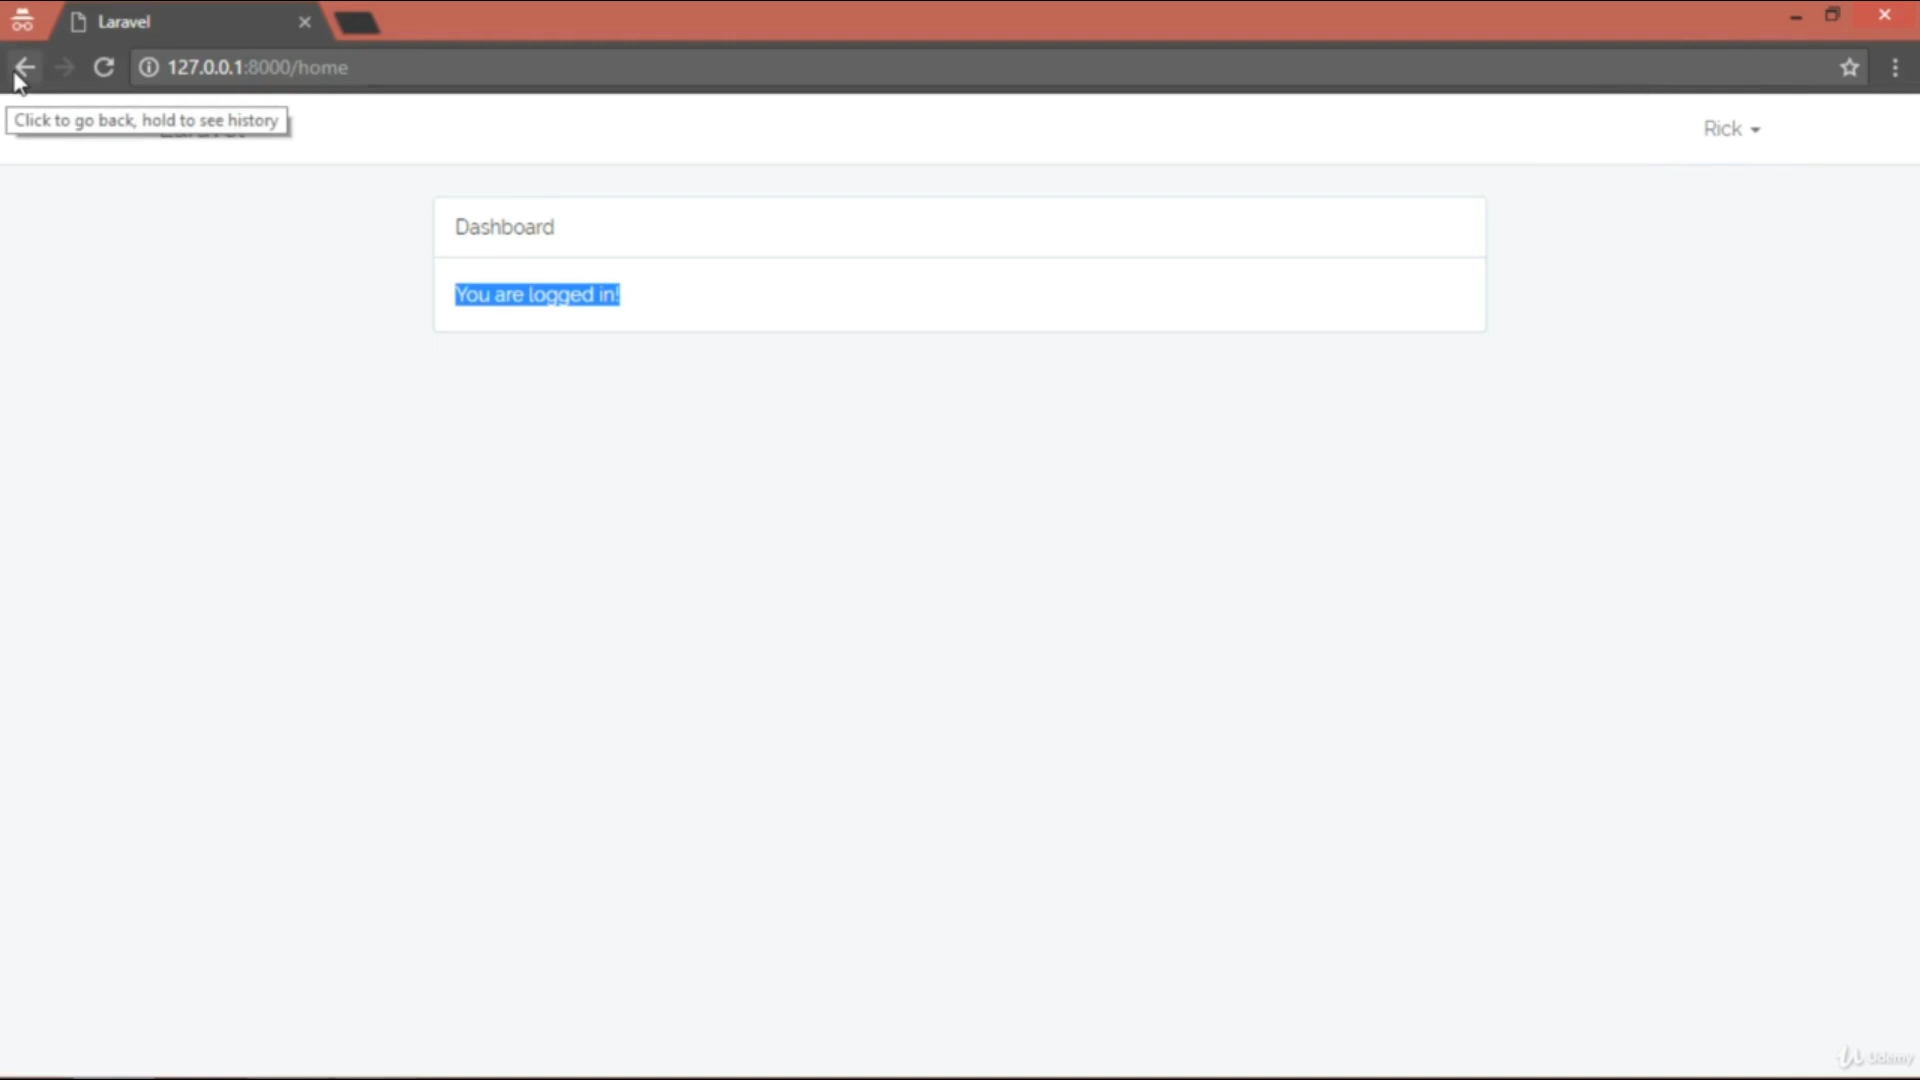 Laravel
127.0.0.1:8000/home
Click to go back, hold to see history
Rick
Dashboard
You are logged in!
Udemy